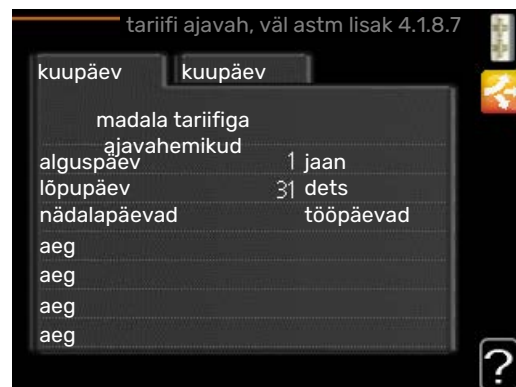 tariifi ajavah, väl astm lisak 4.1.8.7
kuupäev kuupäev
madala tariifiga
ajavahemikud
alguspäev 1 jaan
lõpupäev 31 dets
nädalapäevad tööpäevad
aeg
aeg
aeg
aeg
?